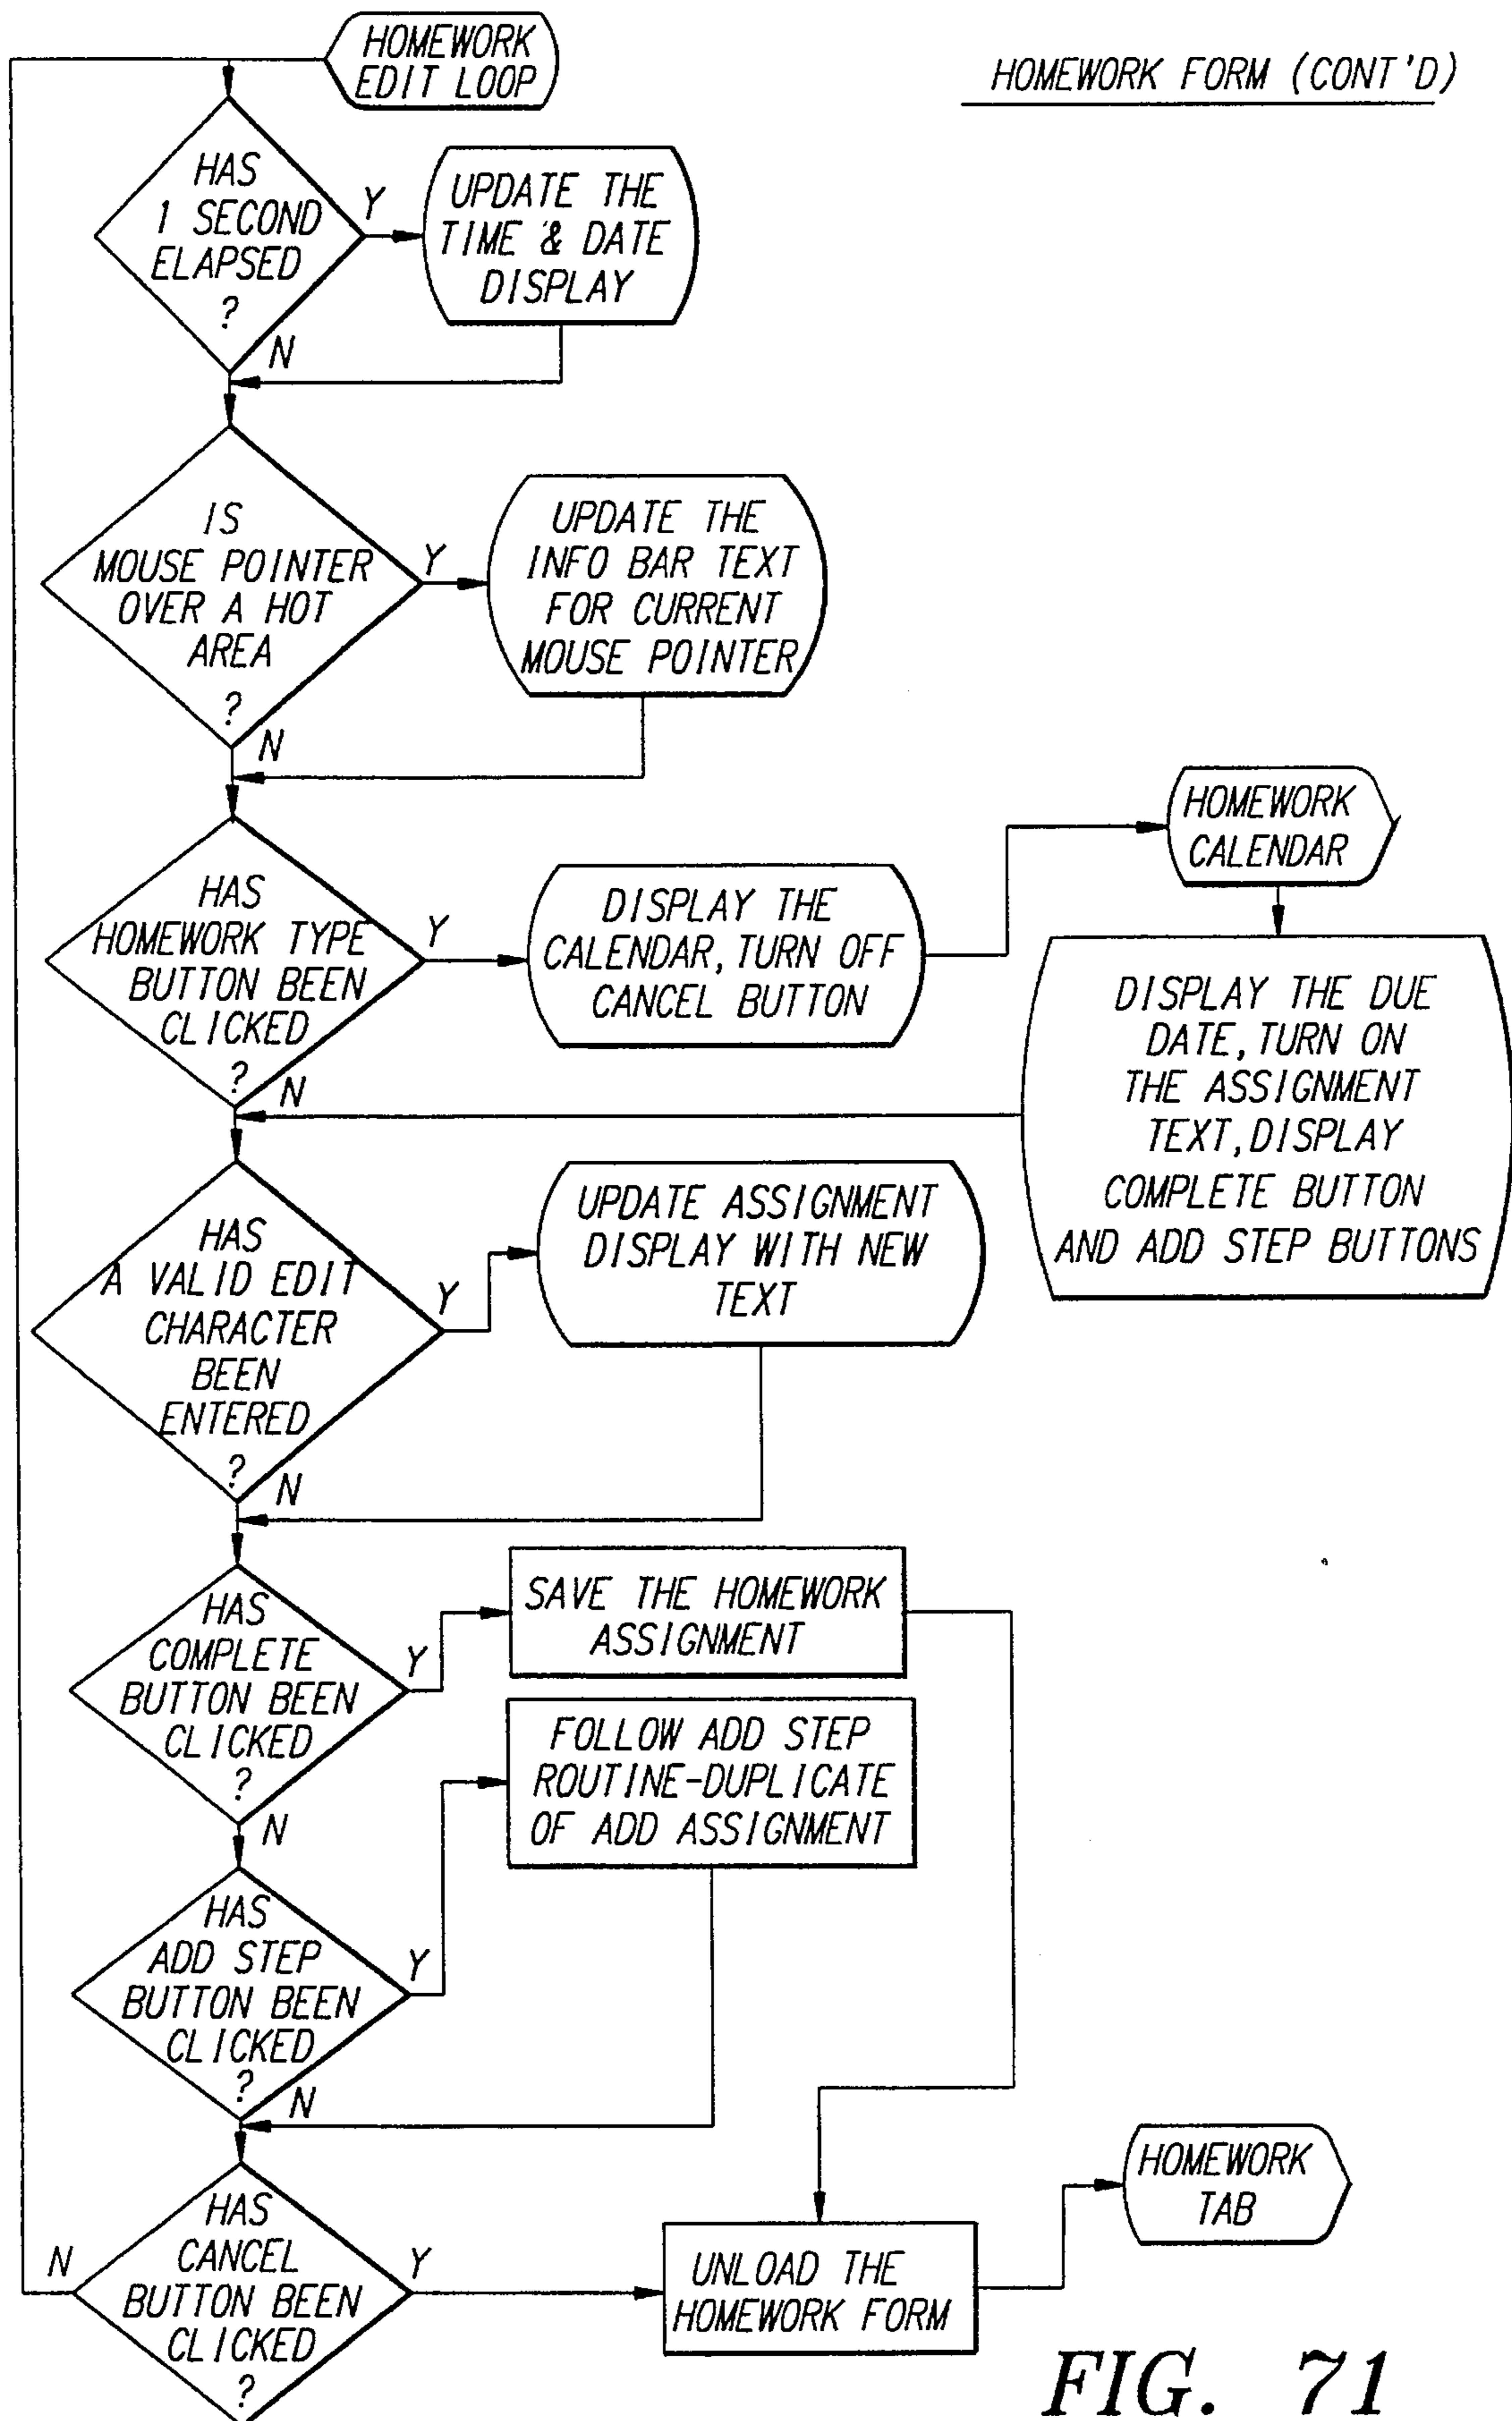 HOMEWORK
EDIT LOOP
HOMEWORK FORM (CONT'D)
HAS
1 SECOND
ELAPSED
?
Y
N
UPDATE THE
TIME & DATE
DISPLAY
IS
MOUSE POINTER
OVER A HOT
AREA
?
Y
N
UPDATE THE
INFO BAR TEXT
FOR CURRENT
MOUSE POINTER
HAS
HOMEWORK TYPE
BUTTON BEEN
CLICKED
?
Y
N
DISPLAY THE
CALENDAR, TURN OFF
CANCEL BUTTON
HOMEWORK
CALENDAR
DISPLAY THE DUE
DATE, TURN ON
THE ASSIGNMENT
TEXT, DISPLAY
COMPLETE BUTTON
AND ADD STEP BUTTONS
HAS
A VALID EDIT
CHARACTER
BEEN
ENTERED
?
Y
N
UPDATE ASSIGNMENT
DISPLAY WITH NEW
TEXT
HAS
COMPLETE
BUTTON BEEN
CLICKED
?
Y
N
SAVE THE HOMEWORK
ASSIGNMENT
FOLLOW ADD STEP
ROUTINE-DUPLICATE
OF ADD ASSIGNMENT
HAS
ADD STEP
BUTTON BEEN
CLICKED
?
Y
N
HAS
CANCEL
BUTTON BEEN
CLICKED
?
N
Y
UNLOAD THE
HOMEWORK FORM
HOMEWORK
TAB
FIG. 71